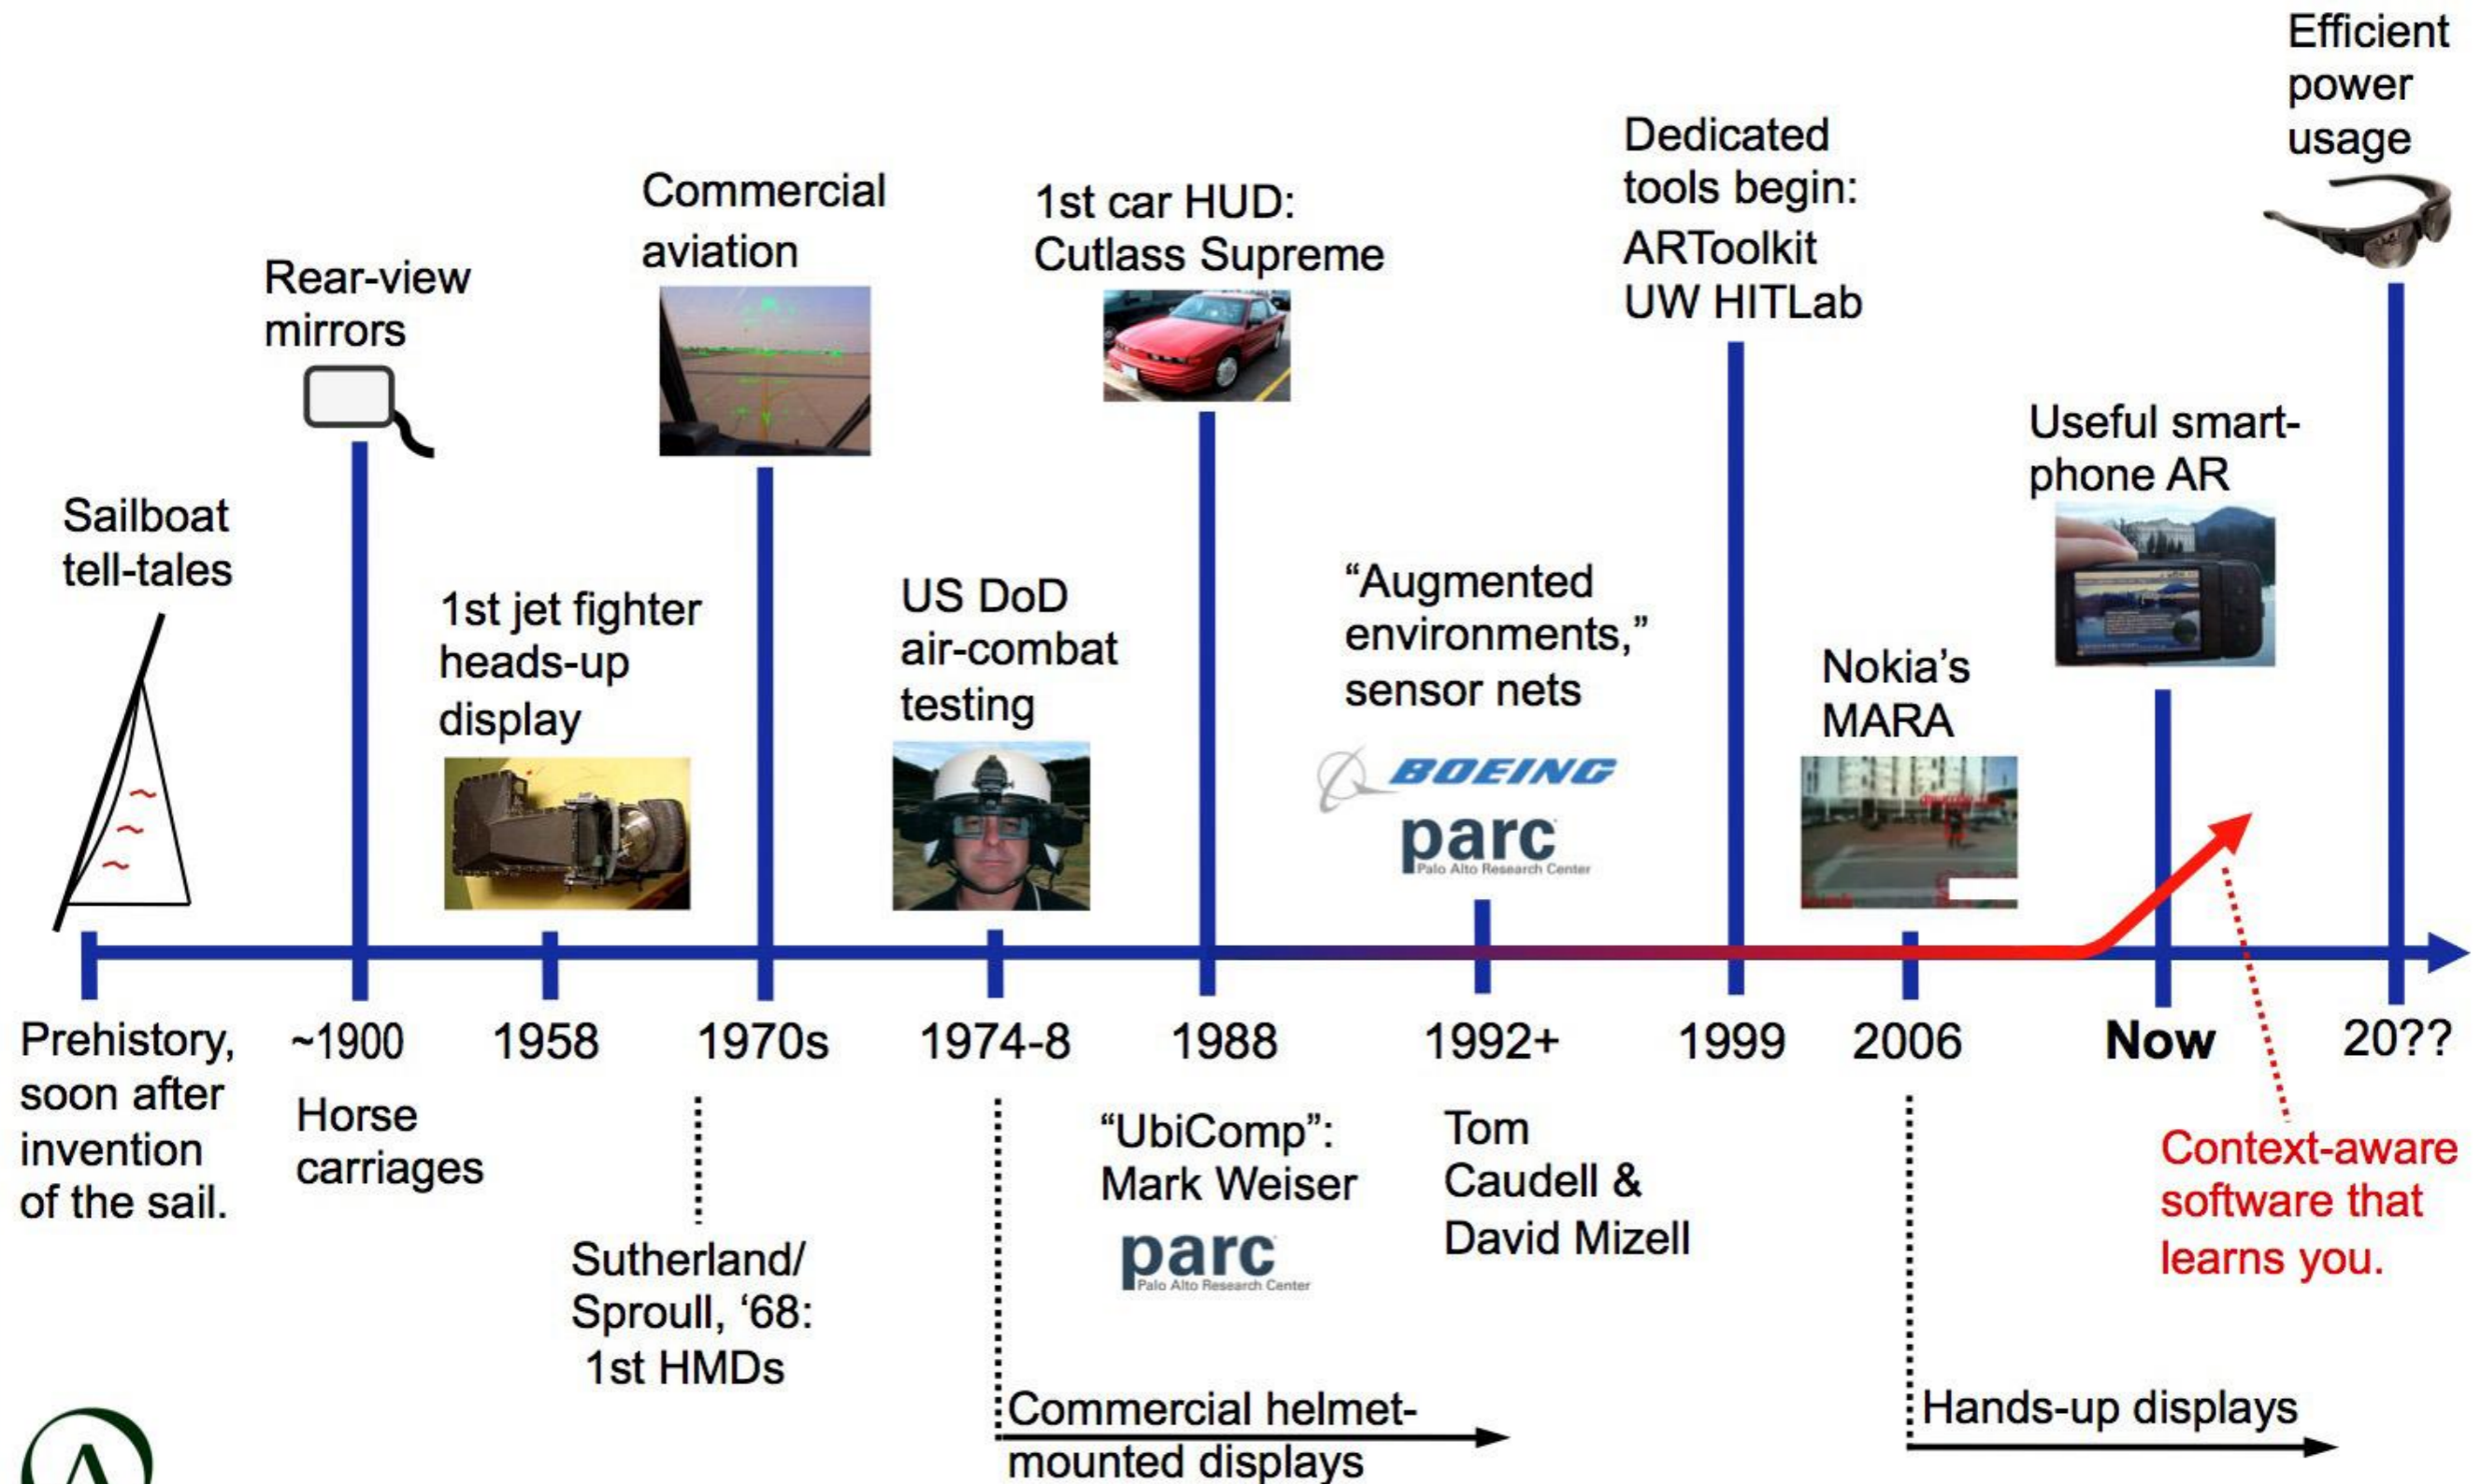 Sailboat
tell-tales
Rear-view
mirrors
1st jet fighter
heads-up
display
Commercial
aviation
US DoD
air-combat
testing
1st car HUD:
Cutlass Supreme
“Augmented
environments,”
sensor nets
BOEING
parc
Palo Alto Research Center
Dedicated
tools begin:
ARToolkit
UW HITLab
Nokia’s
MARA
Useful smart-
phone AR
Efficient
power
usage
Prehistory,
soon after
invention
of the sail.
~1900
Horse
carriages
1958
1970s
Sutherland/
Sproull, ‘68:
1st HMDs
1974-8
Commercial helmet-
mounted displays
1988
“UbiComp”:
Mark Weiser
parc
Palo Alto Research Center
1992+
Tom
Caudell &
David Mizell
1999
2006
Hands-up displays
Now
20??
Context-aware
software that
learns you.
A